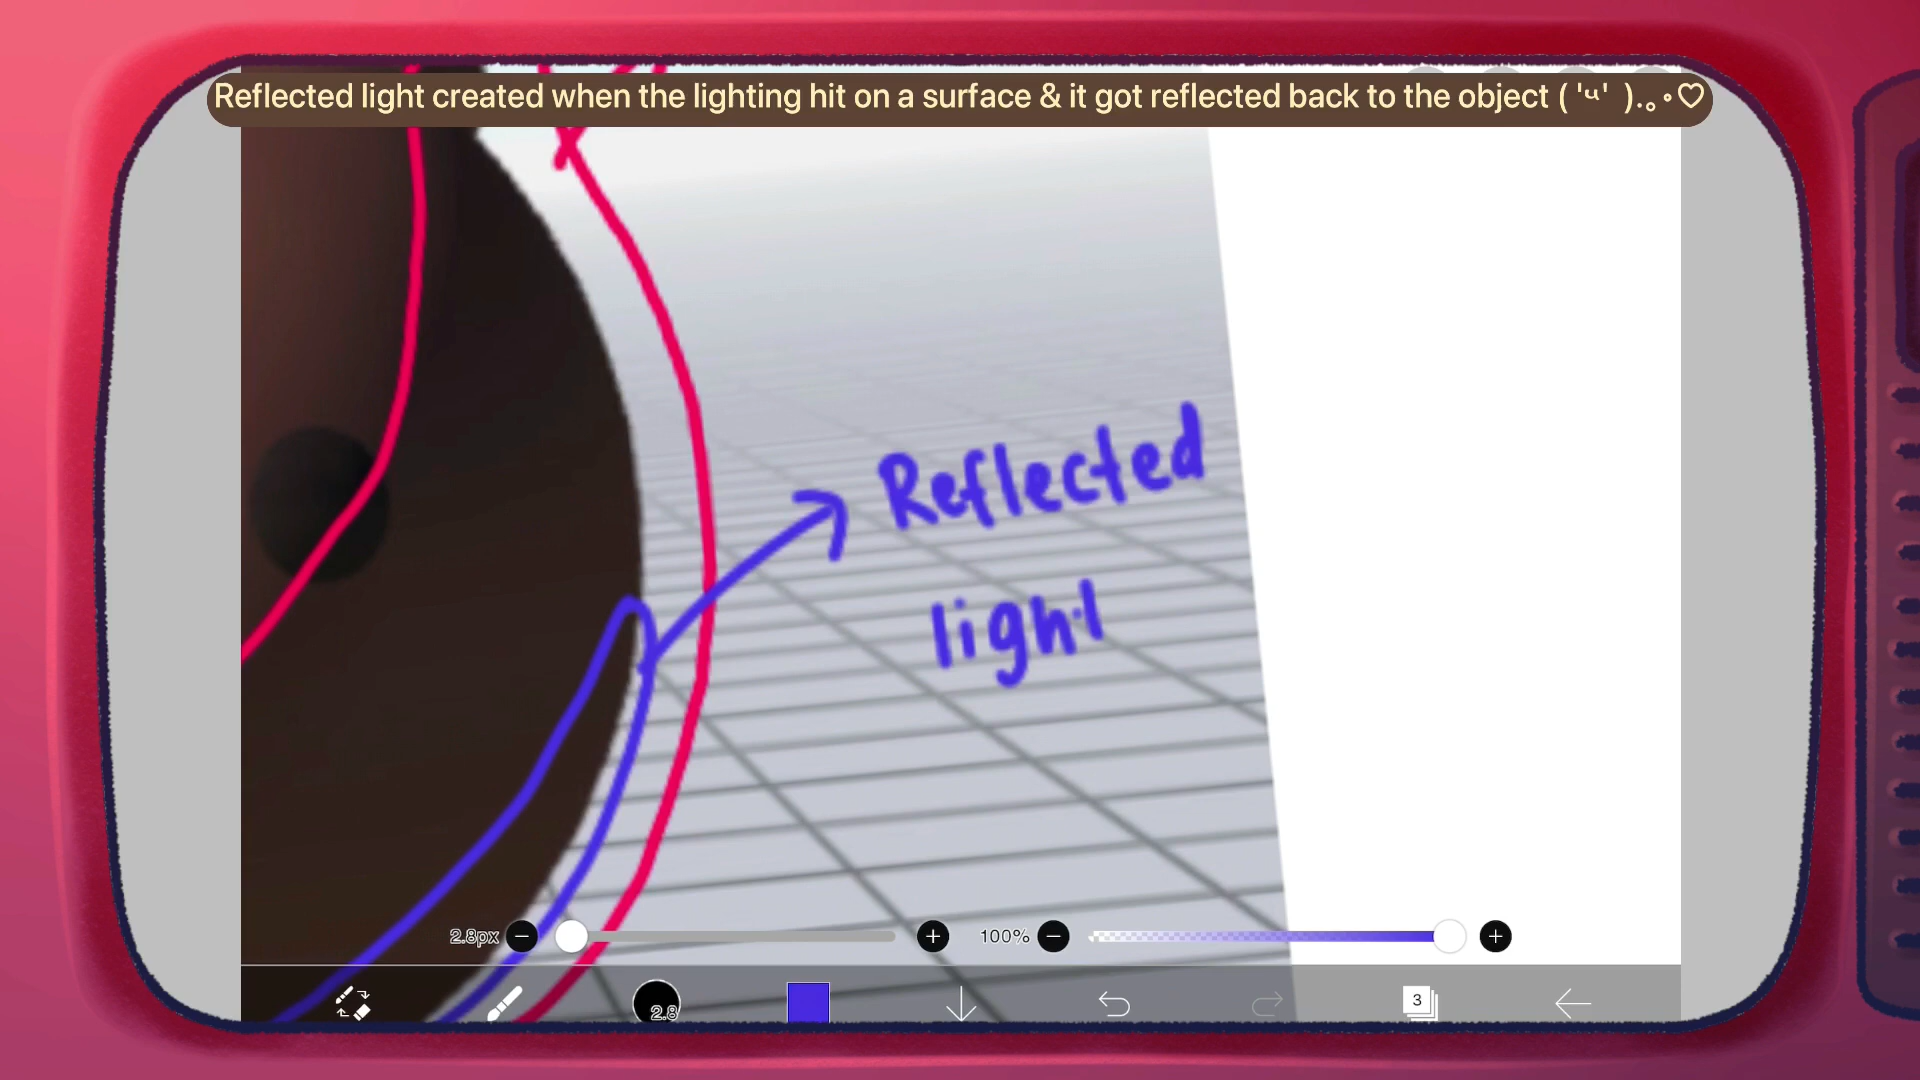 Reflected light created when the lighting hit on a surface & it got reflected back to the object ( '༥' ).｡⚬♡
Reflected
light
2.8px
100%
2.8
3